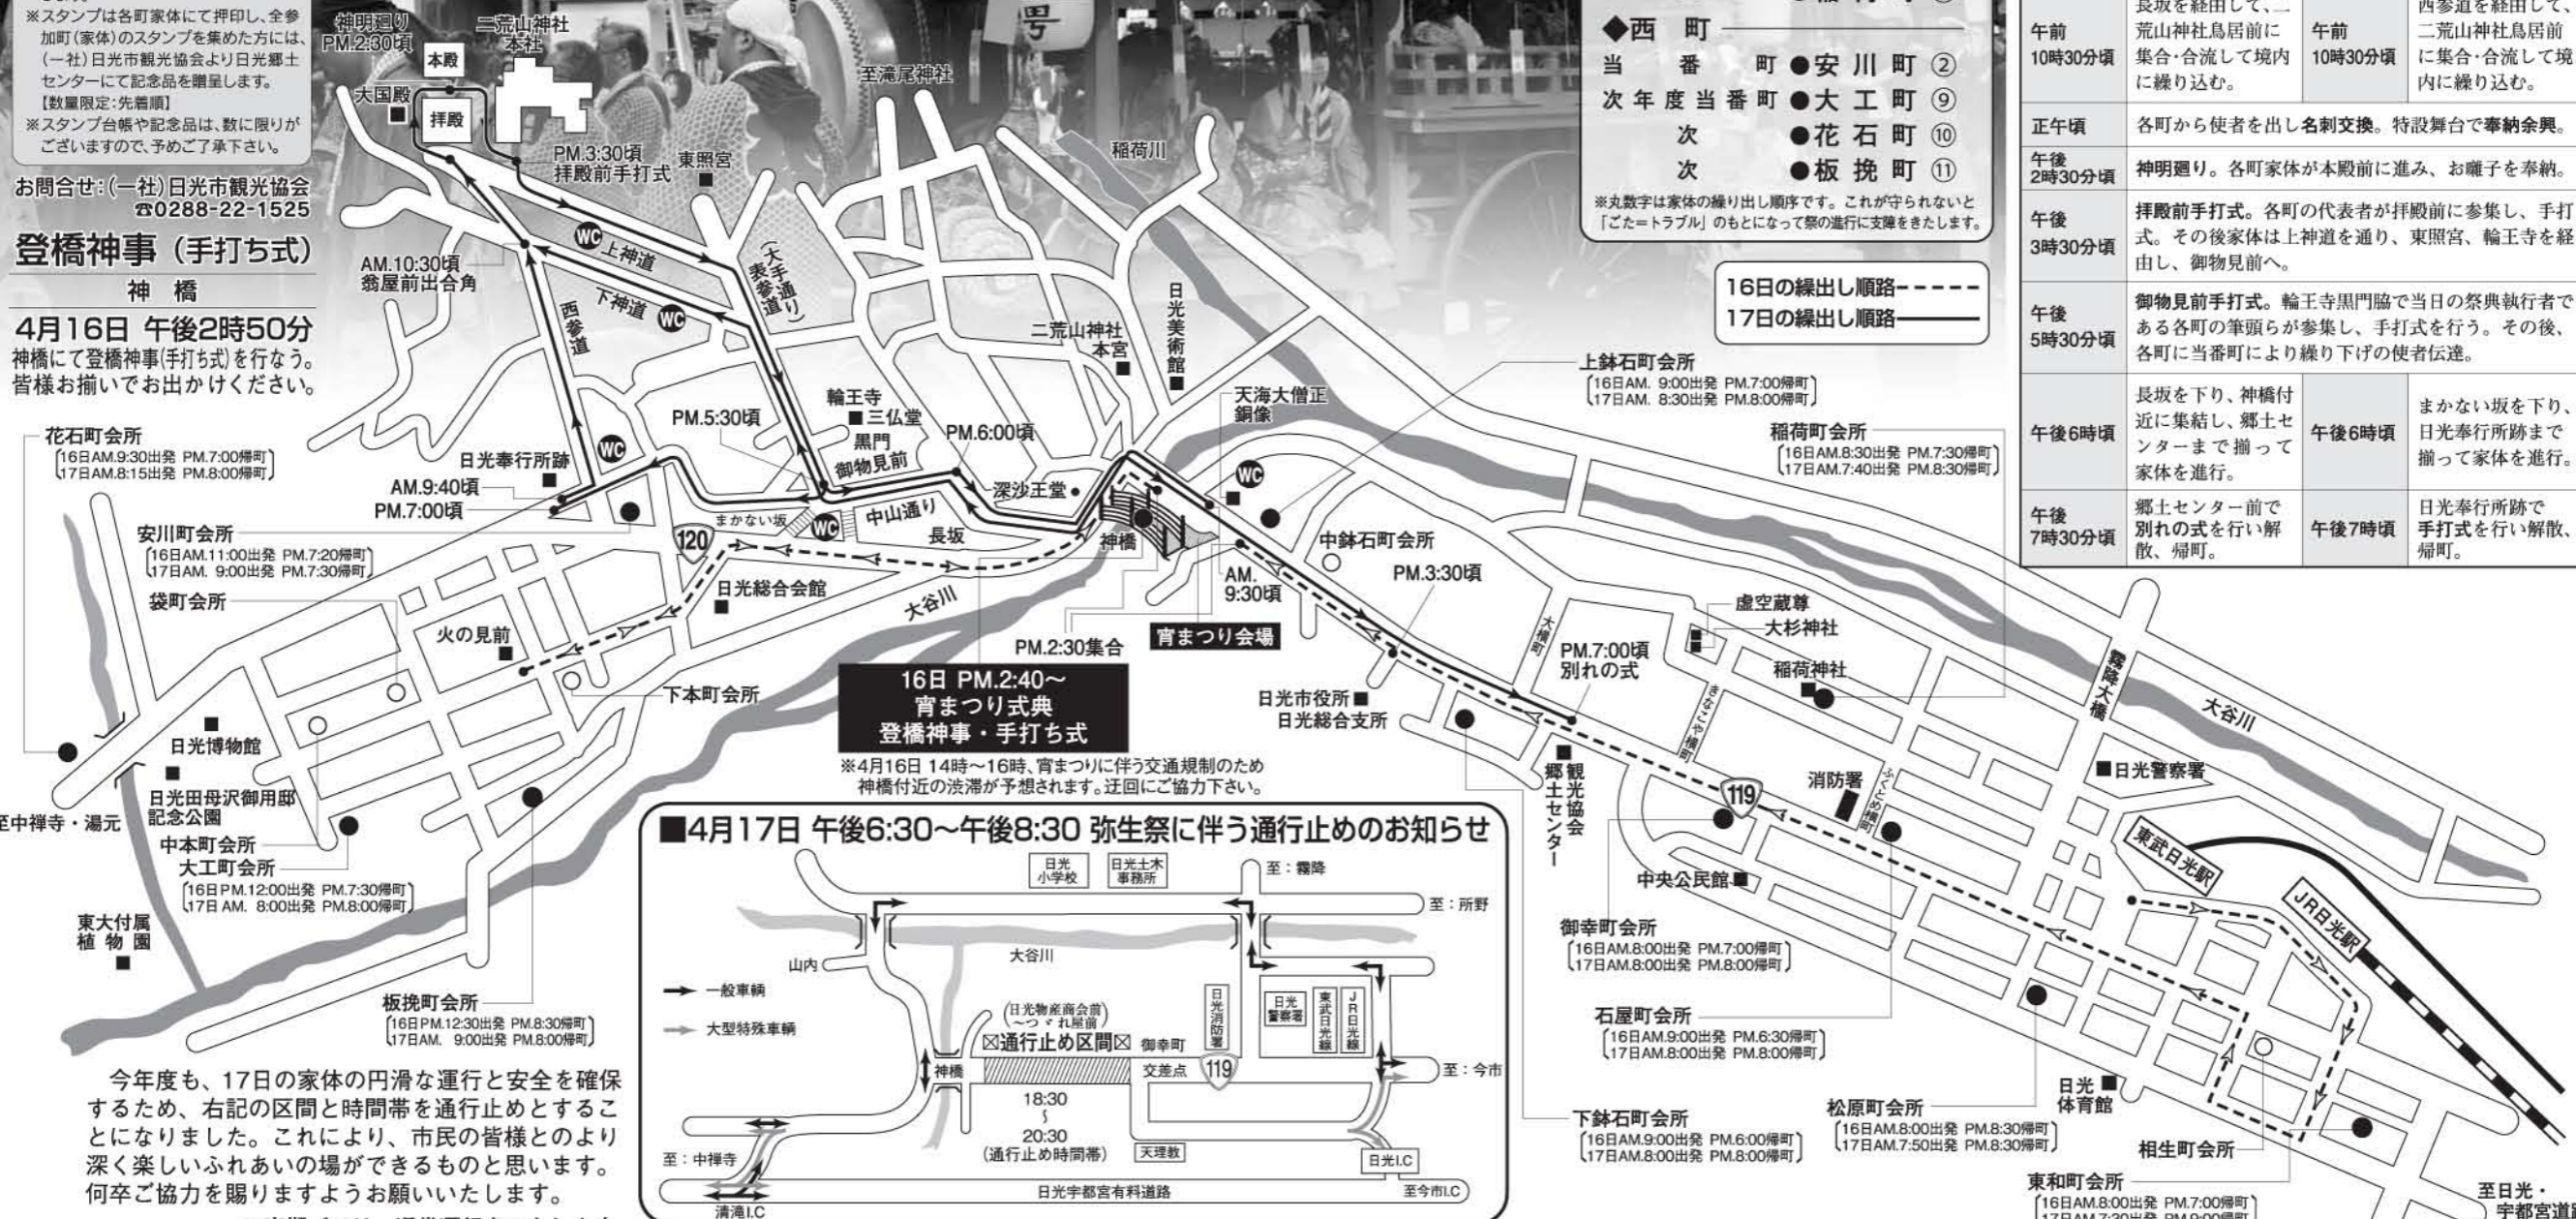 ※スタンプは各町家体にて押印し、全参
加町(家体)のスタンプを集めた方には、
(一社)日光市観光協会より日光郷土
センターにて記念品を贈呈します。
【数量限定:先着順】
※スタンプ台帳や記念品は、数に限りが
ございますので、予めご了承下さい。
お問合せ:(一社)日光市観光協会
☎0288-22-1525
登橋神事(手打ち式)
神橋
4月16日 午後2時50分
神橋にて登橋神事(手打ち式)を行なう。
皆様お揃いでお出かけください。
神明廻り
PM.2:30頃
二荒山神社
本社
本殿
大国殿
拝殿
PM.3:30頃
拝殿前手打式
東照宮
至滝尾神社
稲荷川
AM.10:30頃
翁屋前出合角
WC
上神道
下神道
WC
西参道
(大手通り)
表参道
二荒山神社
本宮
日光美術館
輪王寺
三仏堂
黒門
御物見前
PM.5:30頃
PM.6:00頃
WC
日光奉行所跡
AM.9:40頃
PM.7:00頃
深沙王堂
まかない坂
WC
中山通り
長坂
神橋
120
天海大僧正
銅像
WC
◆西町
当番町●安川町②
次年度当番町●大工町⑨
次●花石町⑩
次●板挽町⑪
※丸数字は家体の繰り出し順序です。これが守られないと
「ごた=トラブル」のもとになって祭の進行に支障をきたします。
16日の繰出し順路-----
17日の繰出し順路―――
長坂を経由して、二
荒山神社鳥居前に
集合・合流して境内
に繰り込む。
午前
10時30分頃
西参道を経由して、
二荒山神社鳥居前
に集合・合流して境
内に繰り込む。
午前
10時30分頃
正午頃
各町から使者を出し名刺交換。特設舞台で奉納余興。
午後
2時30分頃
神明廻り。各町家体が本殿前に進み、お囃子を奉納。
午後
3時30分頃
拝殿前手打式。各町の代表者が拝殿前に参集し、手打
式。その後家体は上神道を通り、東照宮、輪王寺を経
由し、御物見前へ。
午後
5時30分頃
御物見前手打式。輪王寺黒門脇で当日の祭典執行者で
ある各町の筆頭らが参集し、手打式を行う。その後、
各町に当番町により繰り下げの使者伝達。
午後6時頃
長坂を下り、神橋付
近に集結し、郷土セ
ンターまで揃って
家体を進行。
午後6時頃
まかない坂を下り、
日光奉行所跡まで
揃って家体を進行。
午後
7時30分頃
郷土センター前で
別れの式を行い解
散、帰町。
午後7時頃
日光奉行所跡で
手打式を行い解散、
帰町。
花石町会所
16日AM.9:30出発 PM.7:00帰町
17日AM.8:15出発 PM.8:00帰町
安川町会所
16日AM.11:00出発 PM.7:20帰町
17日AM. 9:00出発 PM.7:30帰町
袋町会所
火の見前
日光総合会館
大谷川
下本町会所
日光博物館
日光田母沢御用邸
記念公園
至中禅寺・湯元
中本町会所
大工町会所
16日PM.12:00出発 PM.7:30帰町
17日AM. 8:00出発 PM.8:00帰町
東大付属
植物園
板挽町会所
16日PM.12:30出発 PM.8:30帰町
17日AM. 9:00出発 PM.8:00帰町
上鉢石町会所
16日AM. 9:00出発 PM.7:00帰町
17日AM. 8:30出発 PM.8:00帰町
稲荷町会所
16日AM.8:30出発 PM.7:30帰町
17日AM.7:40出発 PM.8:30帰町
中鉢石町会所
PM.3:30頃
AM.
9:30頃
PM.2:30集合
宵まつり会場
16日 PM.2:40~
宵まつり式典
登橋神事・手打ち式
※4月16日 14時~16時、宵まつりに伴う交通規制のため
神橋付近の渋滞が予想されます。迂回にご協力下さい。
大横町
虚空蔵尊
大杉神社
稲荷神社
PM.7:00頃
別れの式
日光市役所
日光総合支所
きなこや横町
観光協会
郷土センター
消防署
ふくとめ横町
119
霧降大橋
大谷川
日光警察署
東武日光駅
JR日光駅
中央公民館
御幸町会所
16日AM.8:00出発 PM.7:00帰町
17日AM.8:00出発 PM.8:00帰町
石屋町会所
16日AM.9:00出発 PM.6:30帰町
17日AM.8:00出発 PM.8:00帰町
下鉢石町会所
16日AM.9:00出発 PM.6:00帰町
17日AM.8:00出発 PM.8:00帰町
松原町会所
16日AM.8:00出発 PM.8:30帰町
17日AM.7:50出発 PM.8:30帰町
日光
体育館
相生町会所
東和町会所
16日AM.8:00出発 PM.7:00帰町
17日AM.7:30出発 PM.9:00帰町
至日光・
■4月17日 午後6:30~午後8:30 弥生祭に伴う通行止めのお知らせ
日光
小学校
日光土木
事務所
至:霧降
至:所野
大谷川
山内
一般車輌
大型特殊車輌
(日光物産商会前)
~つゞれ屋前
⊠通行止め区間⊠
御幸町
交差点
119
日光消防署
日光
警察署
東武日光線
JR日光線
至:今市
神橋
18:30
~
20:30
(通行止め時間帯)
天理教
至:中禅寺
日光I.C
日光宇都宮有料道路
至今市I.C
清滝I.C
今年度も、17日の家体の円滑な運行と安全を確保
するため、右記の区間と時間帯を通行止めとするこ
とになりました。これにより、市民の皆様とのより
深く楽しいふれあいの場ができるものと思います。
何卒ご協力を賜りますようお願いいたします。